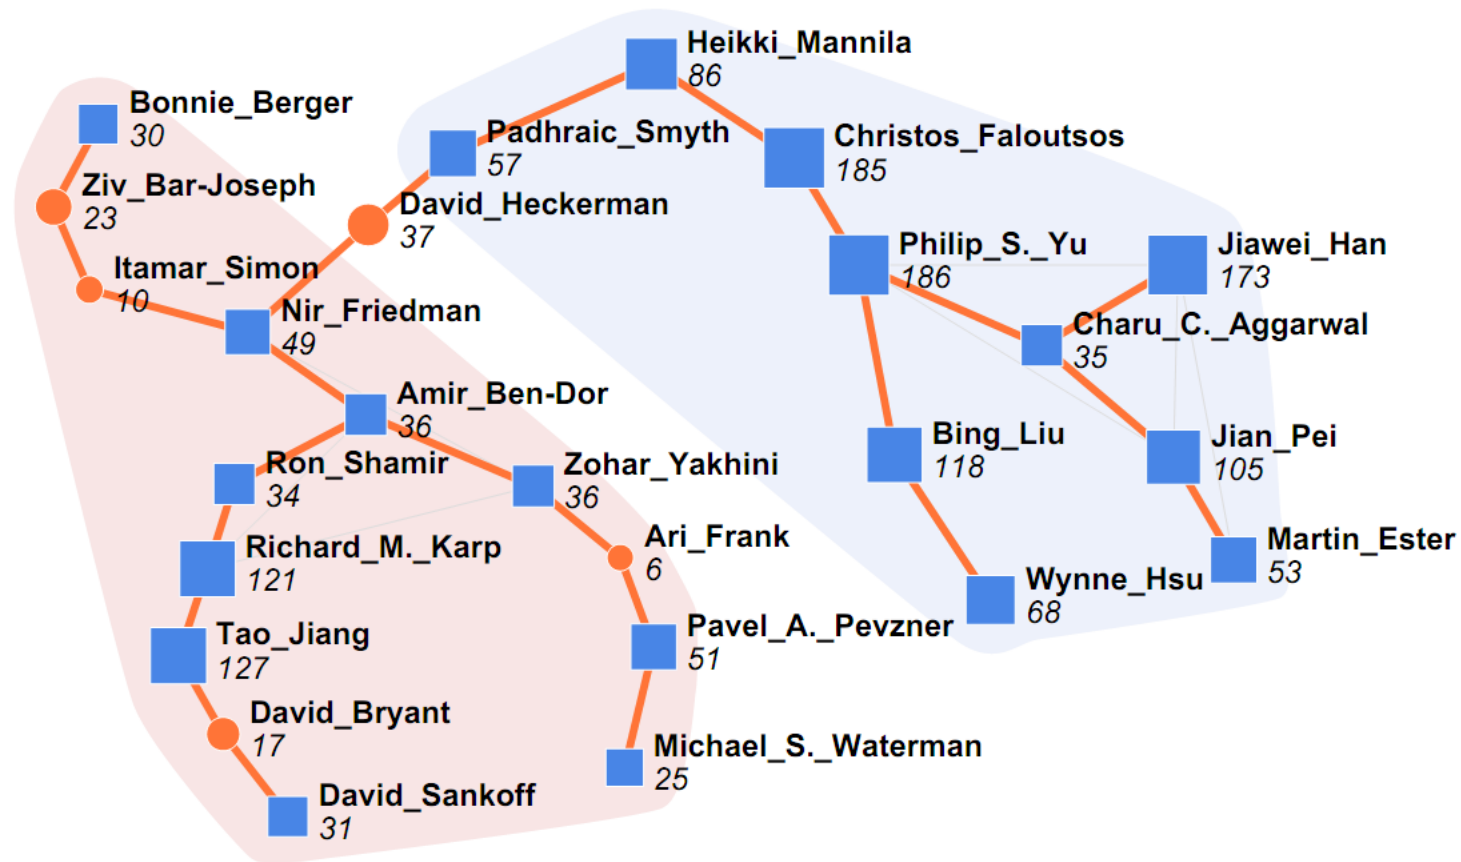 Heikki_Mannila
86
Bonnie_Berger
30
Padhraic_Smyth
57
Christos_Faloutsos
185
Ziv_Bar-Joseph
23
David_Heckerman
37
Philip_S._Yu
186
Jiawei_Han
173
Itamar_Simon
10
Nir_Friedman
49
Charu_C._Aggarwal
35
Amir_Ben-Dor
36
Bing_Liu
118
Jian_Pei
105
Ron_Shamir
34
Zohar_Yakhini
36
Richard_M._Karp
121
Ari_Frank
6
Martin_Ester
53
Wynne_Hsu
68
Tao_Jiang
127
Pavel_A._Pevzner
51
David_Bryant
17
Michael_S._Waterman
25
David_Sankoff
31